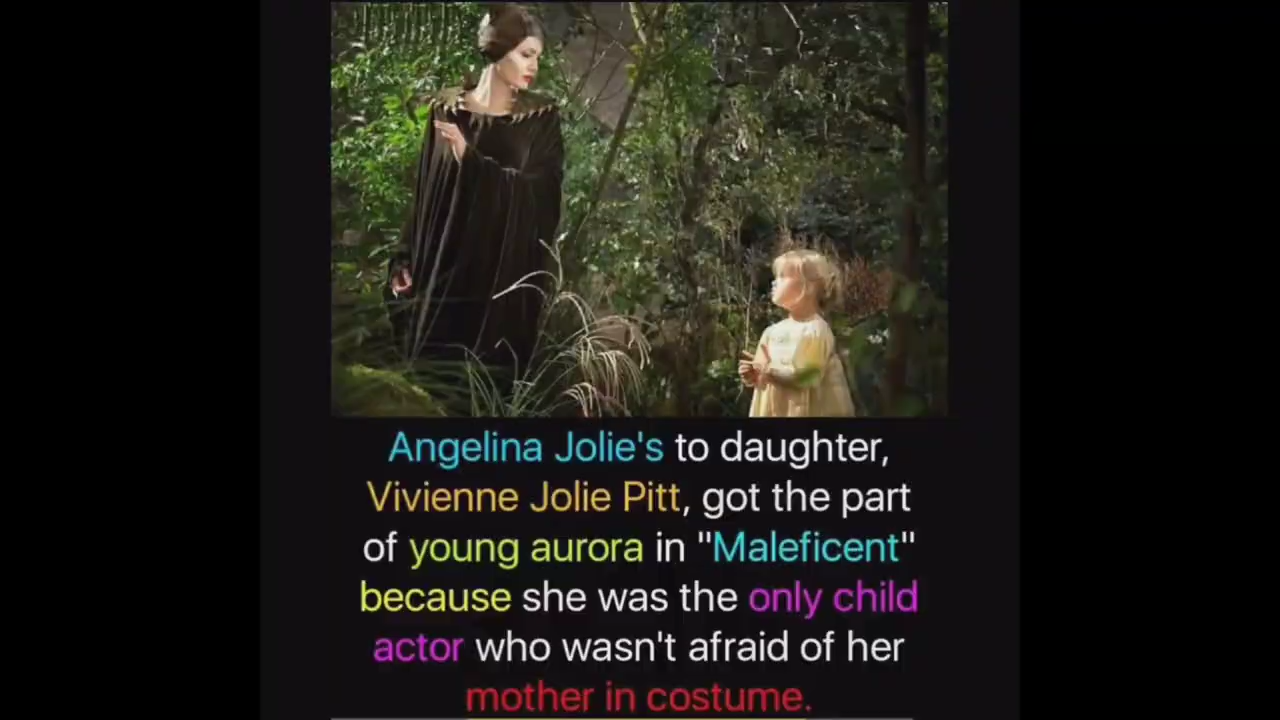 Angelina Jolie's to daughter,
Vivienne Jolie Pitt, got the part
of young aurora in "Maleficent"
because she was the only child
actor who wasn't afraid of her
mother in costume.